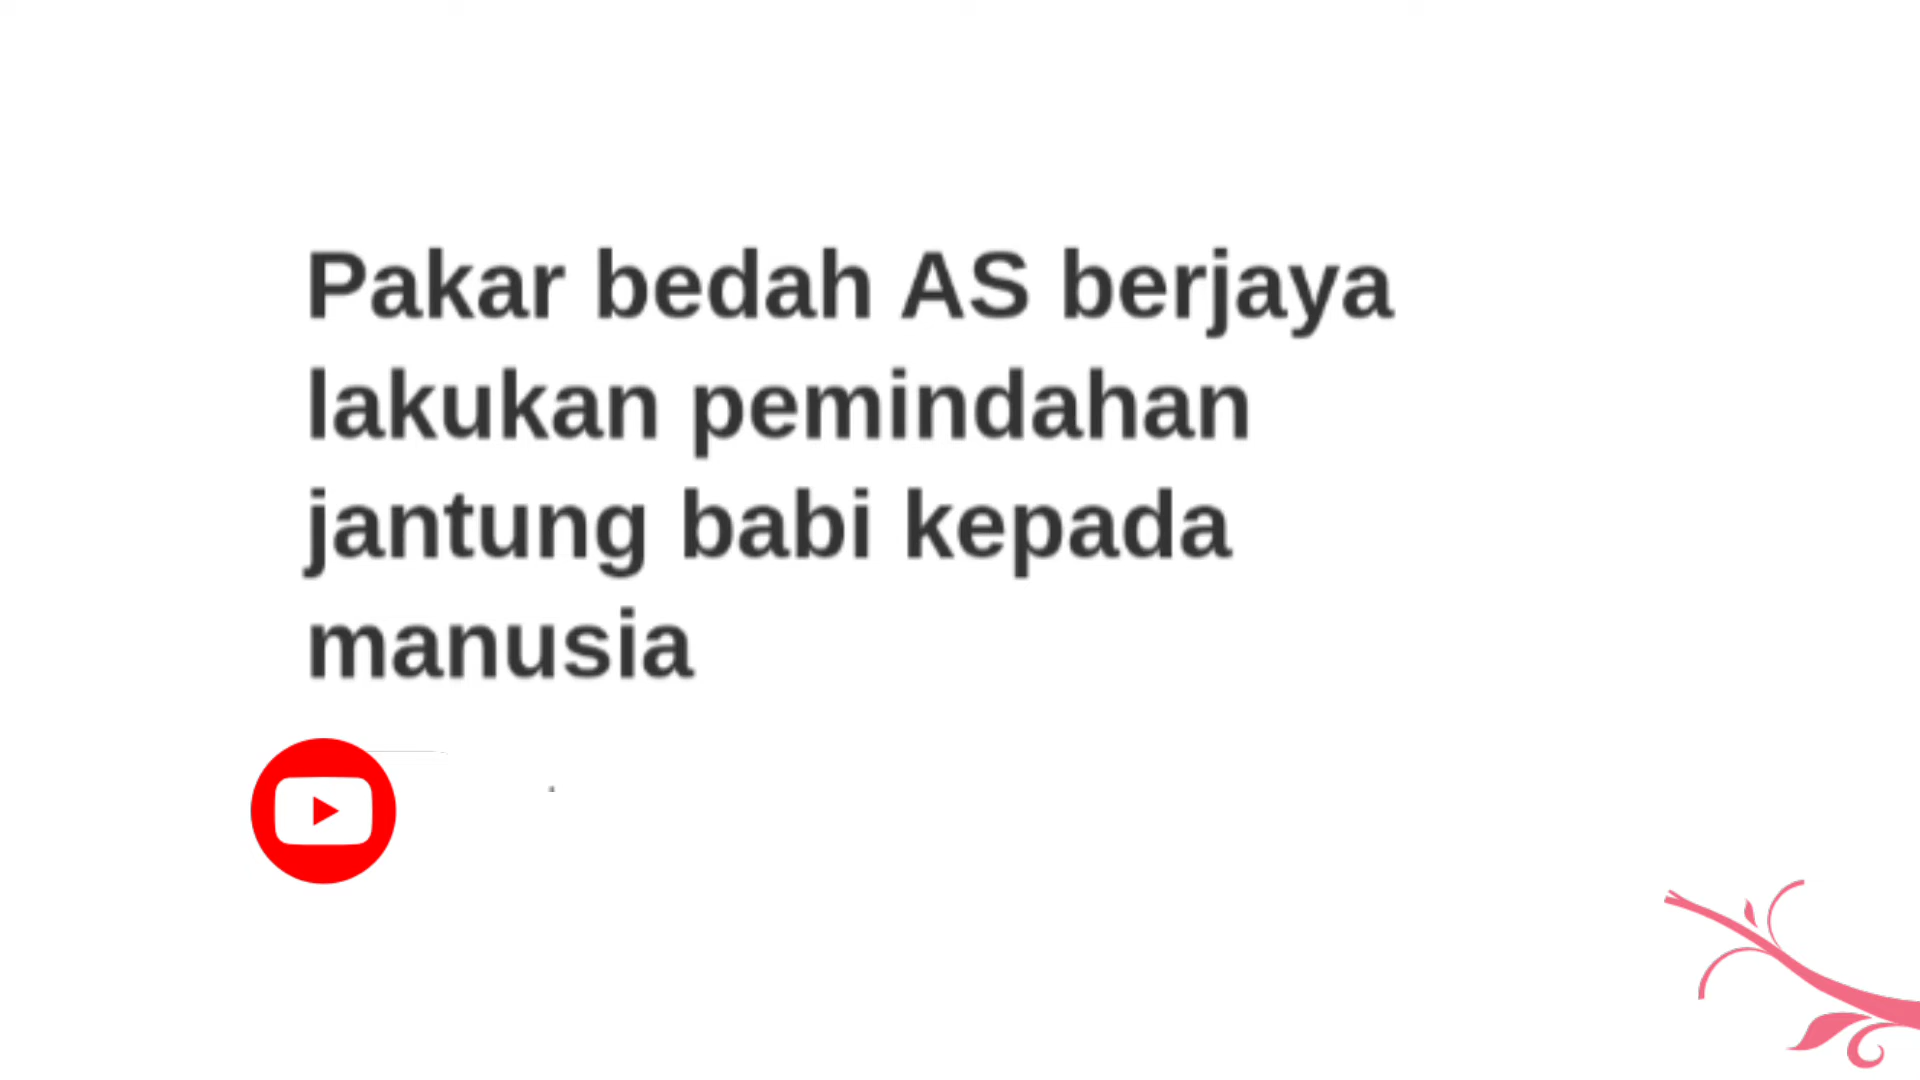 Pakar bedah AS berjaya
lakukan pemindahan
jantung babi kepada
manusia